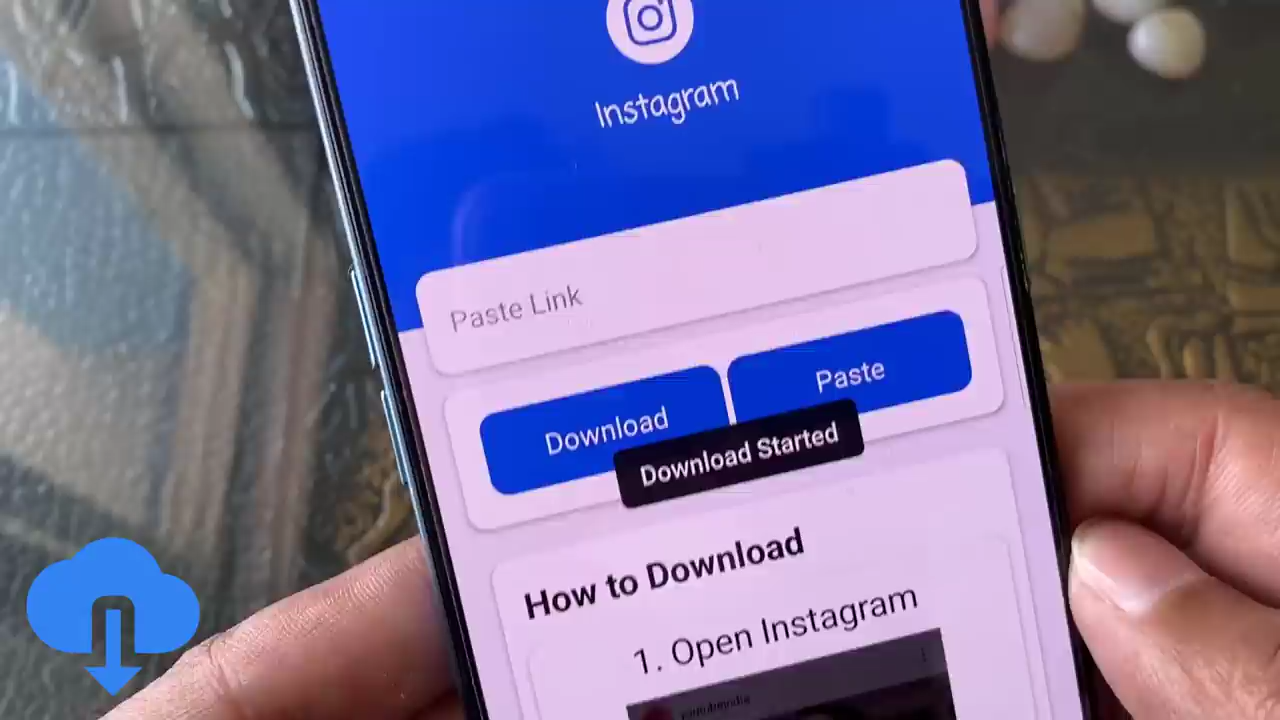 Instagram
Paste Link
Download
Paste
Download Started
How to Download
1. Open Instagram